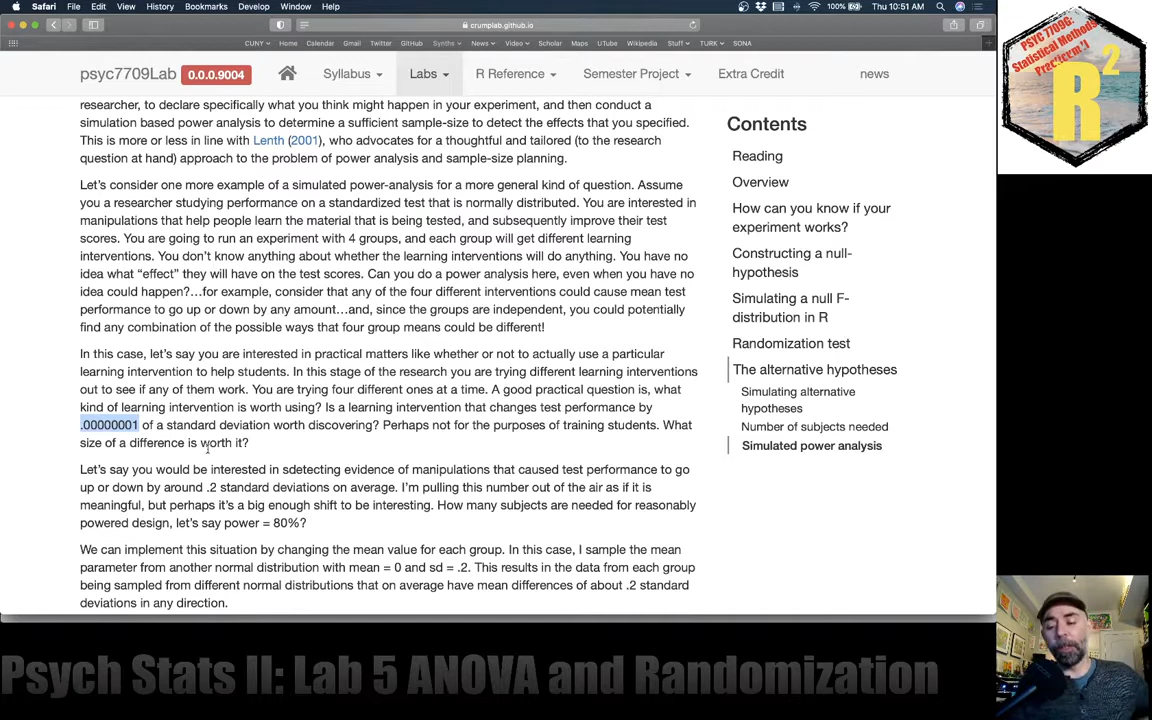 Safari File Edit View History Bookmarks Develop Window Help 100% Thu 10:51 AM
crumplab.github.io
CUNY Home Calendar Gmail Twitter GitHub Synths News Video Scholar Maps UTube Wikipedia Stuff TURK SONA
psyc7709Lab 0.0.0.9004 Syllabus Labs R Reference Semester Project Extra Credit news
researcher, to declare specifically what you think might happen in your experiment, and then conduct a
simulation based power analysis to determine a sufficient sample-size to detect the effects that you specified.
This is more or less in line with Lenth (2001), who advocates for a thoughtful and tailored (to the research
question at hand) approach to the problem of power analysis and sample-size planning.
Let's consider one more example of a simulated power-analysis for a more general kind of question. Assume
you a researcher studying performance on a standardized test that is normally distributed. You are interested in
manipulations that help people learn the material that is being tested, and subsequently improve their test
scores. You are going to run an experiment with 4 groups, and each group will get different learning
interventions. You don't know anything about whether the learning interventions will do anything. You have no
idea what "effect" they will have on the test scores. Can you do a power analysis here, even when you have no
idea could happen?...for example, consider that any of the four different interventions could cause mean test
performance to go up or down by any amount...and, since the groups are independent, you could potentially
find any combination of the possible ways that four group means could be different!
In this case, let's say you are interested in practical matters like whether or not to actually use a particular
learning intervention to help students. In this stage of the research you are trying different learning interventions
out to see if any of them work. You are trying four different ones at a time. A good practical question is, what
kind of learning intervention is worth using? Is a learning intervention that changes test performance by
.00000001 of a standard deviation worth discovering? Perhaps not for the purposes of training students. What
size of a difference is worth it?
Let's say you would be interested in sdetecting evidence of manipulations that caused test performance to go
up or down by around .2 standard deviations on average. I'm pulling this number out of the air as if it is
meaningful, but perhaps it's a big enough shift to be interesting. How many subjects are needed for reasonably
powered design, let's say power = 80%?
We can implement this situation by changing the mean value for each group. In this case, I sample the mean
parameter from another normal distribution with mean = 0 and sd = .2. This results in the data from each group
being sampled from different normal distributions that on average have mean differences of about .2 standard
deviations in any direction.
Contents
Reading
Overview
How can you know if your
experiment works?
Constructing a null-
hypothesis
Simulating a null F-
distribution in R
Randomization test
The alternative hypotheses
Simulating alternative
hypotheses
Number of subjects needed
Simulated power analysis
PSYC 7709G:
Statistical Methods
Practicum I
R2
Psych Stats II: Lab 5 ANOVA and Randomization